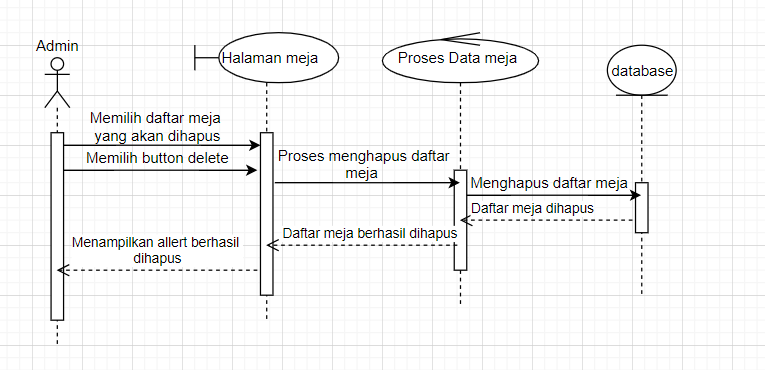 Admin
Halaman meja
Proses Data meja
database
Memilih daftar meja
yang akan dihapus
Memilih button delete
Proses menghapus daftar
meja
Menghapus daftar meja
Daftar meja dihapus
Daftar meja berhasil dihapus
Menampilkan allert berhasil
dihapus